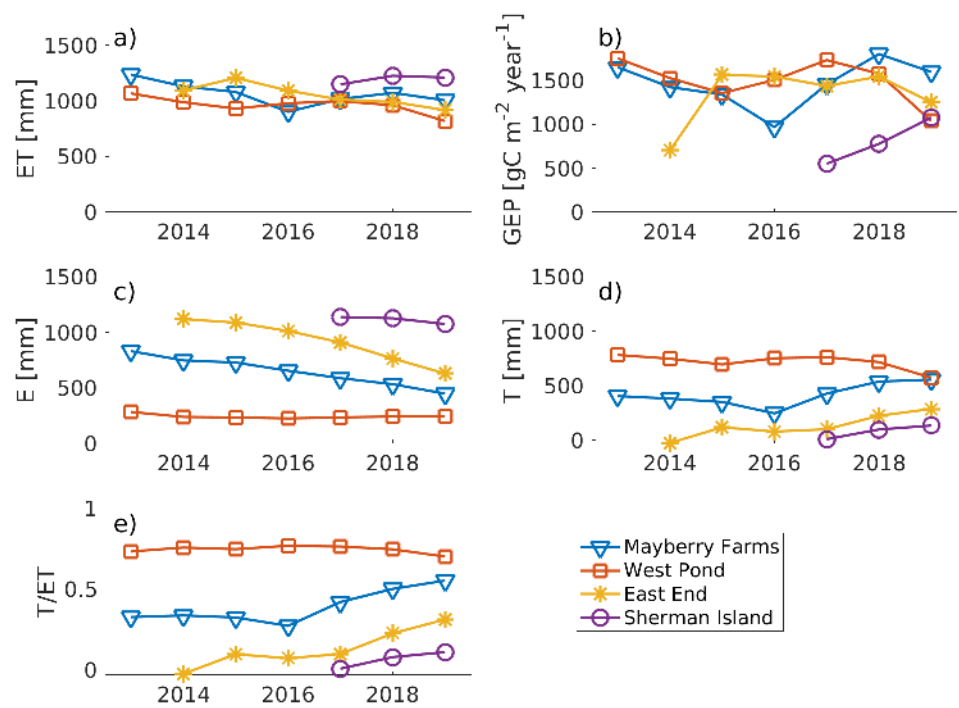 a)
1500
1000
500
0
ET [mm]
2014
2016
2018
b)
1500
1000
500
0
GEP [gC m-2 year-1]
2014
2016
2018
c)
1500
1000
500
0
E [mm]
2014
2016
2018
d)
1500
1000
500
0
T [mm]
2014
2016
2018
e)
1
0.5
0
T/ET
2014
2016
2018
Mayberry Farms
West Pond
East End
Sherman Island